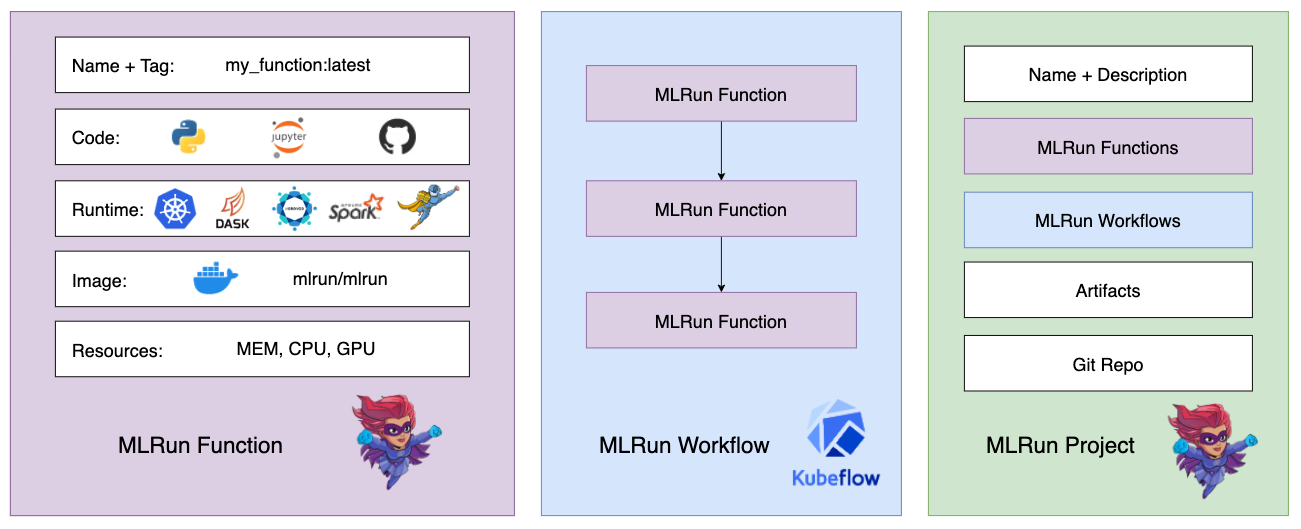 Name + Tag: my_function:latest
Code: jupyter
Runtime: DASK HOROVOD APACHE Spark
Image: mlrun/mlrun
Resources: MEM, CPU, GPU
MLRun Function
MLRun Function
MLRun Function
MLRun Function
MLRun Workflow
Kubeflow
Name + Description
MLRun Functions
MLRun Workflows
Artifacts
Git Repo
MLRun Project